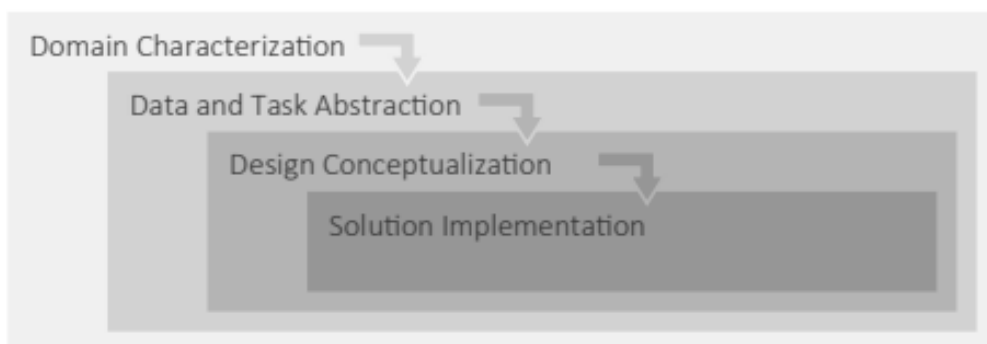 Domain Characterization
Data and Task Abstraction
Design Conceptualization
Solution Implementation